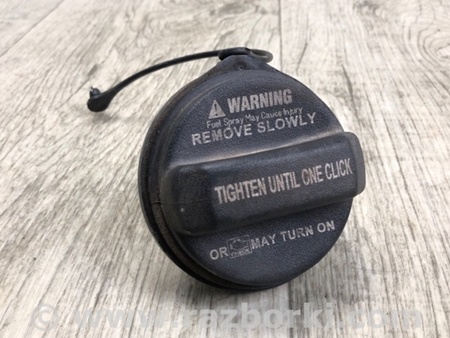 WARNING
Fuel Spray May Cause Injury
REMOVE SLOWLY
TIGHTEN UNTIL ONE CLICK
OR MAY TURN ON
© www.razborki.com